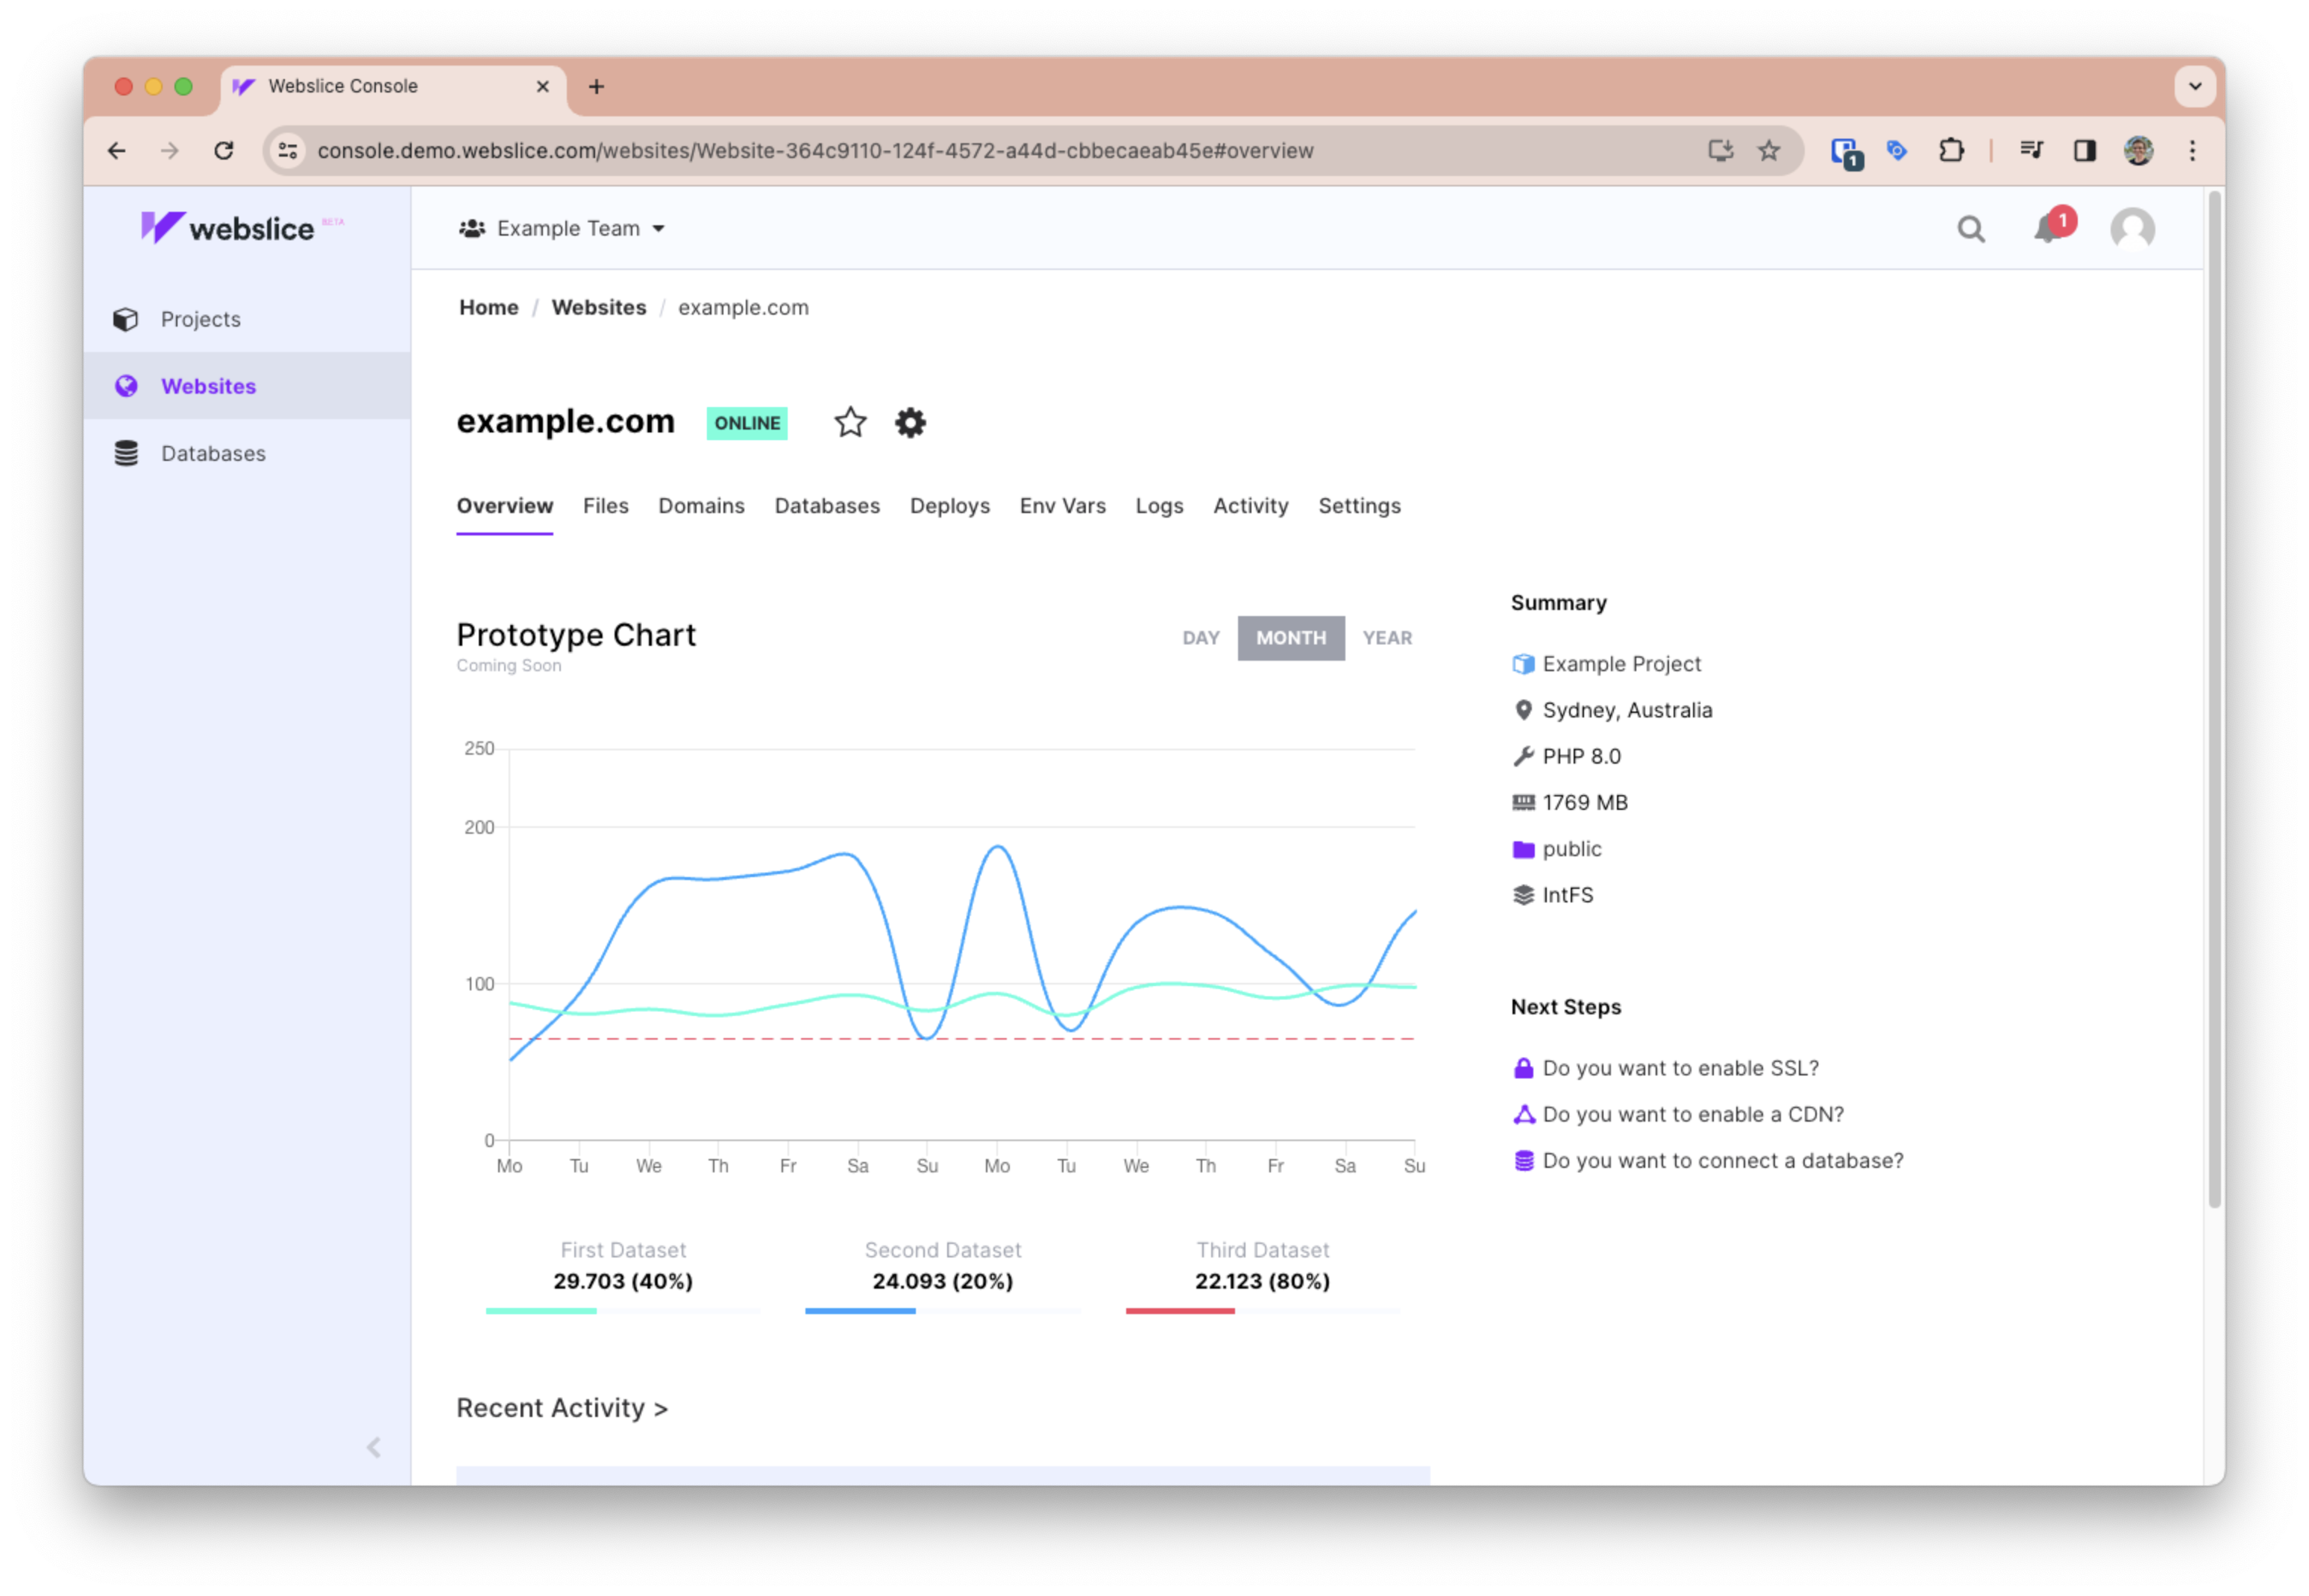 Webslice Console
console.demo.webslice.com/websites/Website-364c9110-124f-4572-a44d-cbbecaeab45e#overview
1
webslice BETA
Example Team
1
Projects
Websites
Databases
Home / Websites / example.com
example.com ONLINE
Overview Files Domains Databases Deploys Env Vars Logs Activity Settings
Prototype Chart
Coming Soon
DAY MONTH YEAR
250
200
100
0
Mo Tu We Th Fr Sa Su Mo Tu We Th Fr Sa Su
First Dataset
29.703 (40%)
Second Dataset
24.093 (20%)
Third Dataset
22.123 (80%)
Recent Activity >
Summary
Example Project
Sydney, Australia
PHP 8.0
1769 MB
public
IntFS
Next Steps
Do you want to enable SSL?
Do you want to enable a CDN?
Do you want to connect a database?